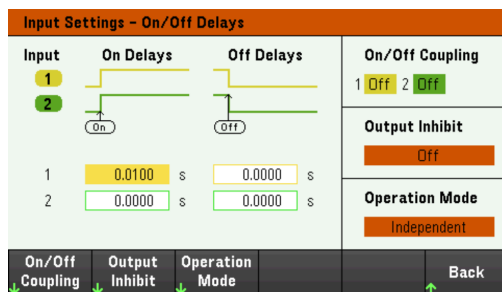 Input Settings - On/Off Delays
Input On Delays Off Delays
1
2
On Off
1 0.0100 s 0.0000 s
2 0.0000 s 0.0000 s
On/Off Coupling
1 Off 2 Off
Output Inhibit
Off
Operation Mode
Independent
On/Off Coupling
Output Inhibit
Operation Mode
Back